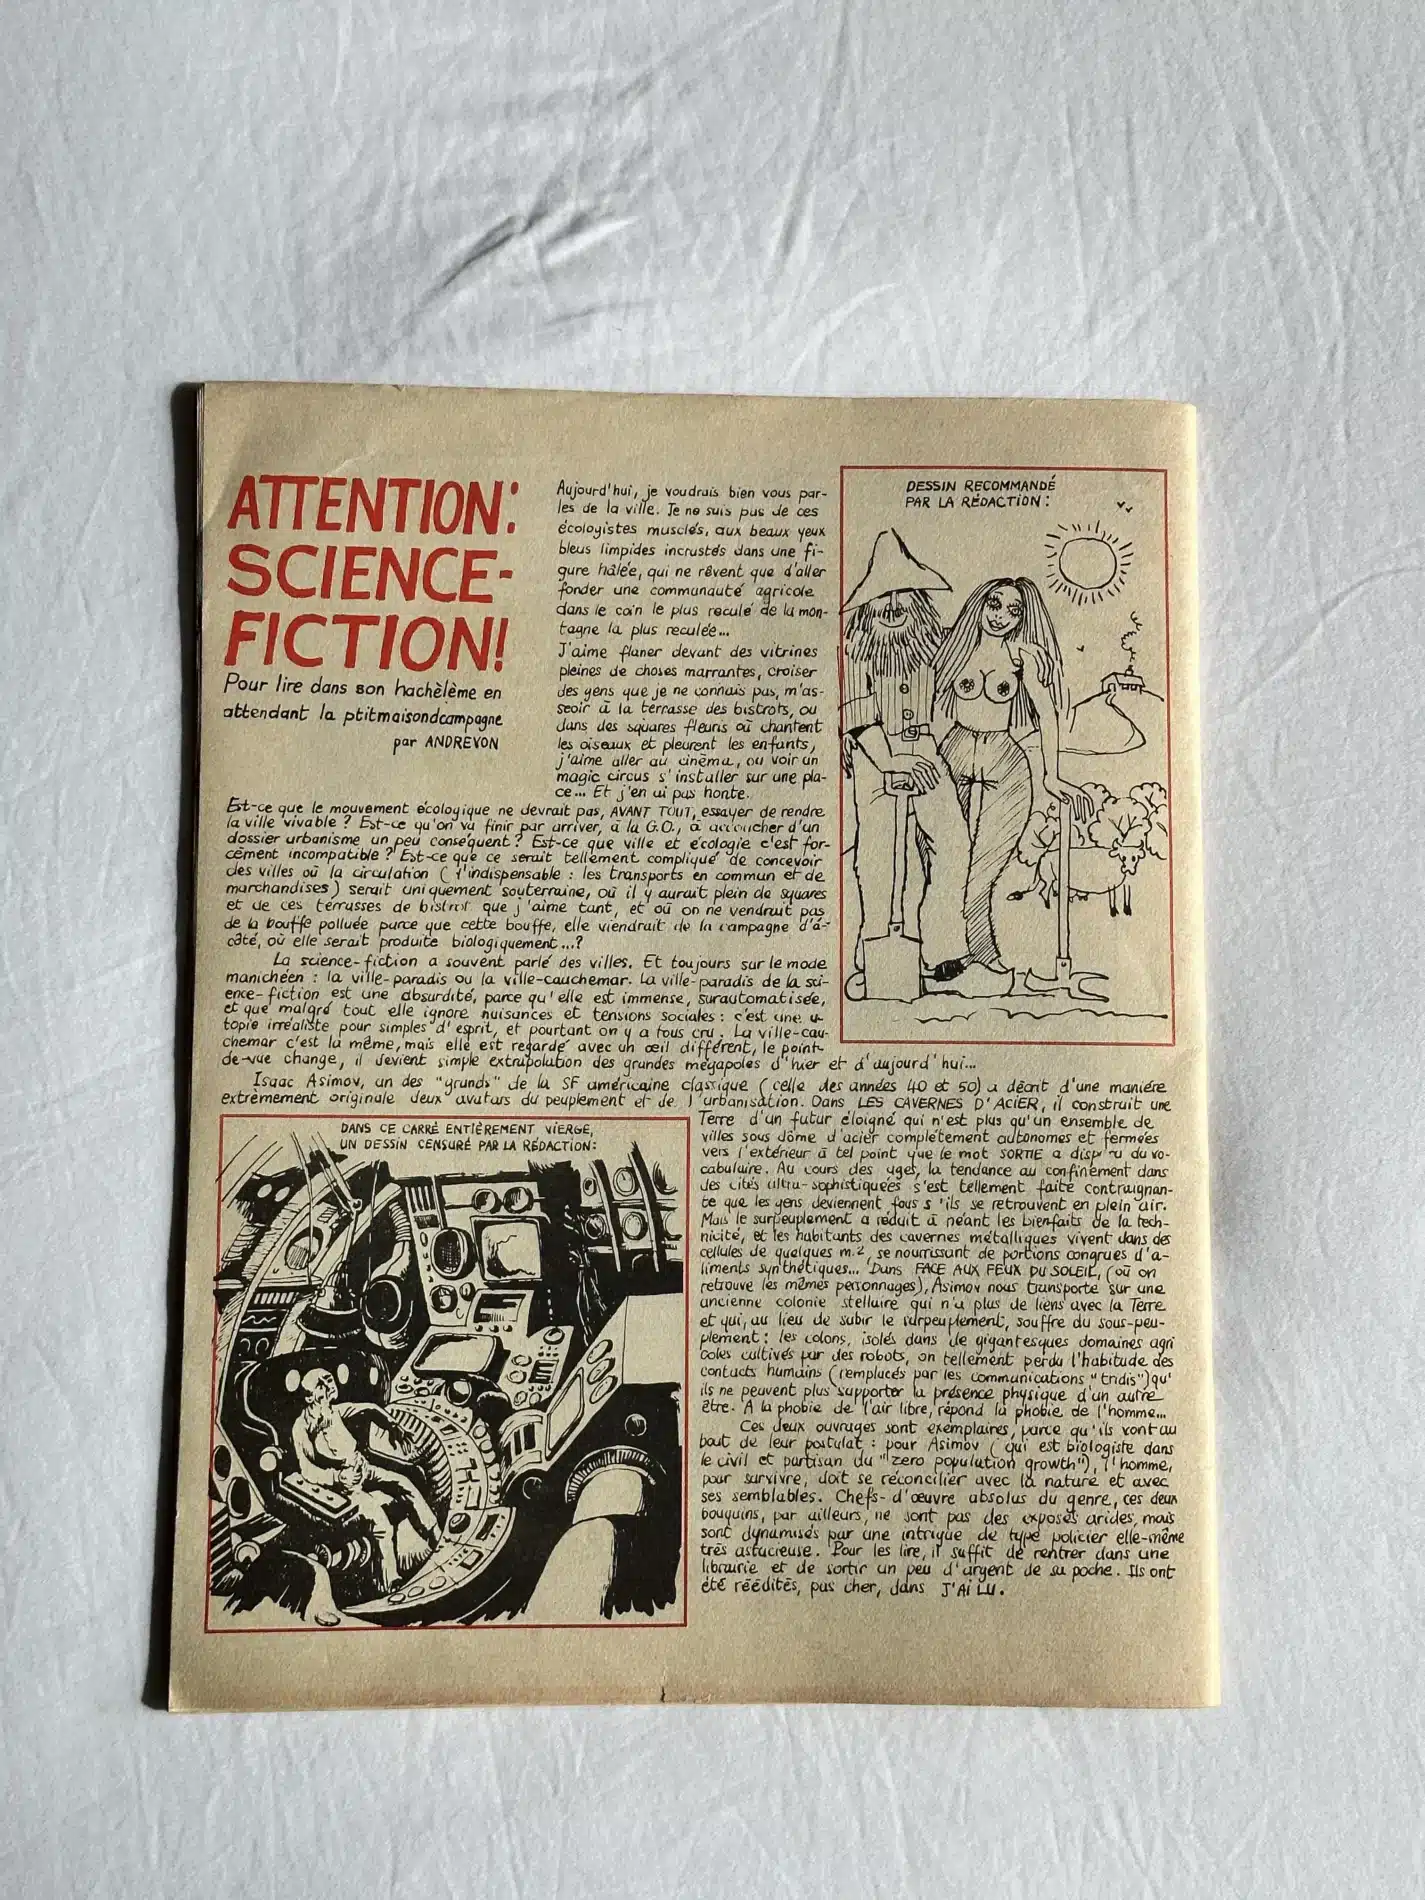 ATTENTION:
SCIENCE-
FICTION!
Pour lire dans son hachèlème en
attendant la ptitmaisondcampagne
par ANDREVON
Aujourd'hui, je voudrais bien vous par-
les de la ville. Je ne suis pas de ces
écologistes musclés, aux beaux yeux
bleus limpides incrustés dans une fi-
gure hâlée, qui ne rêvent que d'aller
fonder une communauté agricole
dans le coin le plus reculé de la mon-
tagne la plus reculée...
J'aime flaner devant des vitrines
pleines de choses marrantes, croiser
des gens que je ne connais pas, m'as-
seoir à la terrasse des bistrots, ou
dans des squares fleuris où chantent
les oiseaux et pleurent les enfants,
j'aime aller au cinéma, ou voir un
magic circus s'installer sur une pla-
ce... Et j'en ai pas honte.
Est-ce que le mouvement écologique ne devrait pas, AVANT TOUT, essayer de rendre
la ville vivable ? Est-ce qu'on va finir par arriver, à la G.O., à accoucher d'un
dossier urbanisme un peu conséquent ? Est-ce que ville et écologie c'est for-
cément incompatible ? Est-ce que ce serait tellement compliqué de concevoir
des villes où la circulation ( l'indispensable : les transports en commun et de
marchandises ) serait uniquement souterraine, où il y aurait plein de squares
et de ces terrasses de bistrot que j'aime tant, et où on ne vendrait pas
de la bouffe polluée parce que cette bouffe, elle viendrait de la campagne d'à-
côté, où elle serait produite biologiquement...?
La science-fiction a souvent parlé des villes. Et toujours sur le mode
manichéen : la ville-paradis ou la ville-cauchemar. La ville-paradis de la sci-
ence-fiction est une absurdité, parce qu'elle est immense, surautomatisée,
et que malgré tout elle ignore nuisances et tensions sociales : c'est une u-
topie irréaliste pour simples d'esprit, et pourtant on y a tous cru. La ville-cau-
chemar c'est la même, mais elle est regardé avec un œil différent, le point-
de-vue change, il devient simple extrapolation des grandes mégapoles d'hier et d'aujourd'hui...
Isaac Asimov, un des "grands" de la SF américaine classique ( celle des années 40 et 50) a décrit d'une manière
extrèmement originale deux avatars du peuplement et de l'urbanisation. Dans LES CAVERNES D'ACIER, il construit une
Terre d'un futur éloigné qui n'est plus qu'un ensemble de
villes sous dôme d'acier complètement autonomes et fermées
vers l'extérieur à tel point que le mot SORTIE a disparu du vo-
cabulaire. Au cours des ages, la tendance au confinement dans
des cités ultra-sophistiquées s'est tellement faite contraignan-
te que les gens deviennent fous s'ils se retrouvent en plein air.
Mais le surpeuplement a réduit à néant les bienfaits de la tech-
nicité, et les habitants des cavernes métalliques vivent dans des
cellules de quelques m.², se nourrissant de portions congrues d'a-
liments synthétiques... Dans FACE AUX FEUX DU SOLEIL, (où on
retrouve les mêmes personnages), Asimov nous transporte sur une
ancienne colonie stellaire qui n'a plus de liens avec la Terre
et qui, au lieu de subir le surpeuplement, souffre du sous-peu-
plement : les colons, isolés dans de gigantesques domaines agri
coles cultivés par des robots, on tellement perdu l'habitude des
contacts humains ( remplacés par les communications "tridis") qu'
ils ne peuvent plus supporter la présence physique d'un autre
être. A la phobie de l'air libre, répond la phobie de l'homme...
Ces deux ouvrages sont exemplaires, parce qu'ils vont au
bout de leur postulat : pour Asimov ( qui est biologiste dans
le civil et partisan du "zero population growth"), l'homme,
pour survivre, doit se réconcilier avec la nature et avec
ses semblables. Chefs-d'œuvre absolus du genre, ces deux
bouquins, par ailleurs, ne sont pas des exposés arides, mais
sont dynamisés par une intrigue de type policier elle-même
très astucieuse. Pour les lire, il suffit de rentrer dans une
librairie et de sortir un peu d'argent de sa poche. Ils ont
été réédités, pas cher, dans J'AI LU.
DESSIN RECOMMANDÉ
PAR LA RÉDACTION :
DANS CE CARRÉ ENTIÈREMENT VIERGE,
UN DESSIN CENSURÉ PAR LA RÉDACTION: